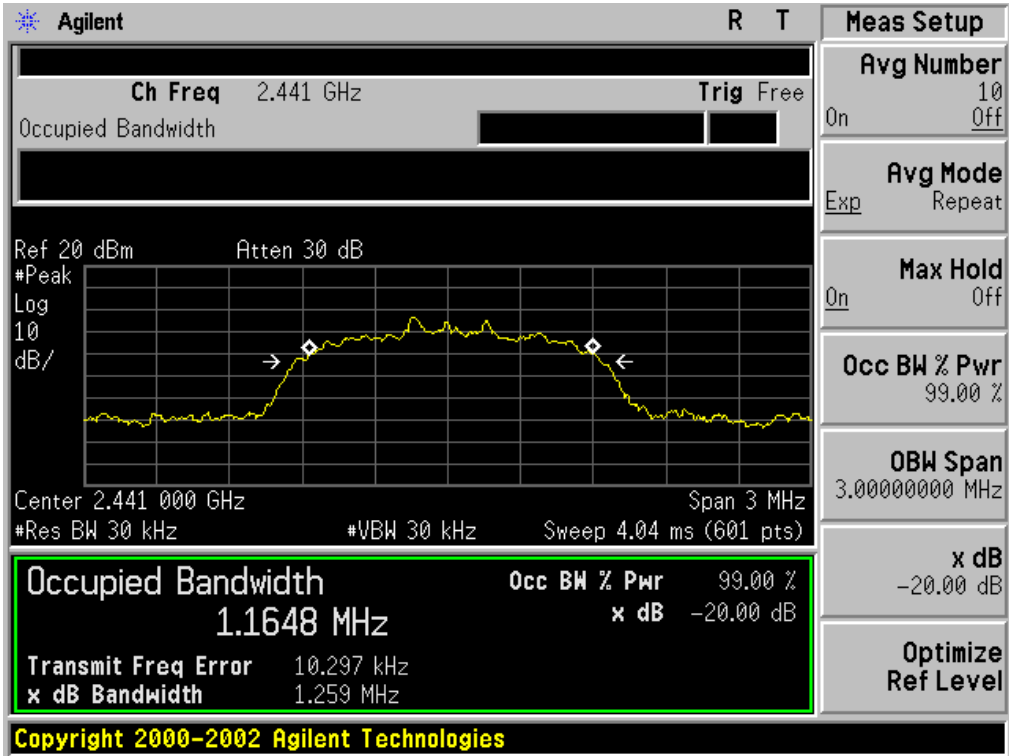 Agilent R T Meas Setup
Ch Freq 2.441 GHz Trig Free
Occupied Bandwidth
Avg Number
10
On Off
Avg Mode
Exp Repeat
Max Hold
On Off
Occ BW % Pwr
99.00 %
OBW Span
3.00000000 MHz
x dB
-20.00 dB
Optimize
Ref Level
Ref 20 dBm Atten 30 dB
#Peak
Log
10
dB/
Center 2.441 000 GHz Span 3 MHz
#Res BW 30 kHz #VBW 30 kHz Sweep 4.04 ms (601 pts)
Occupied Bandwidth Occ BW % Pwr 99.00 %
1.1648 MHz x dB -20.00 dB
Transmit Freq Error 10.297 kHz
x dB Bandwidth 1.259 MHz
Copyright 2000-2002 Agilent Technologies